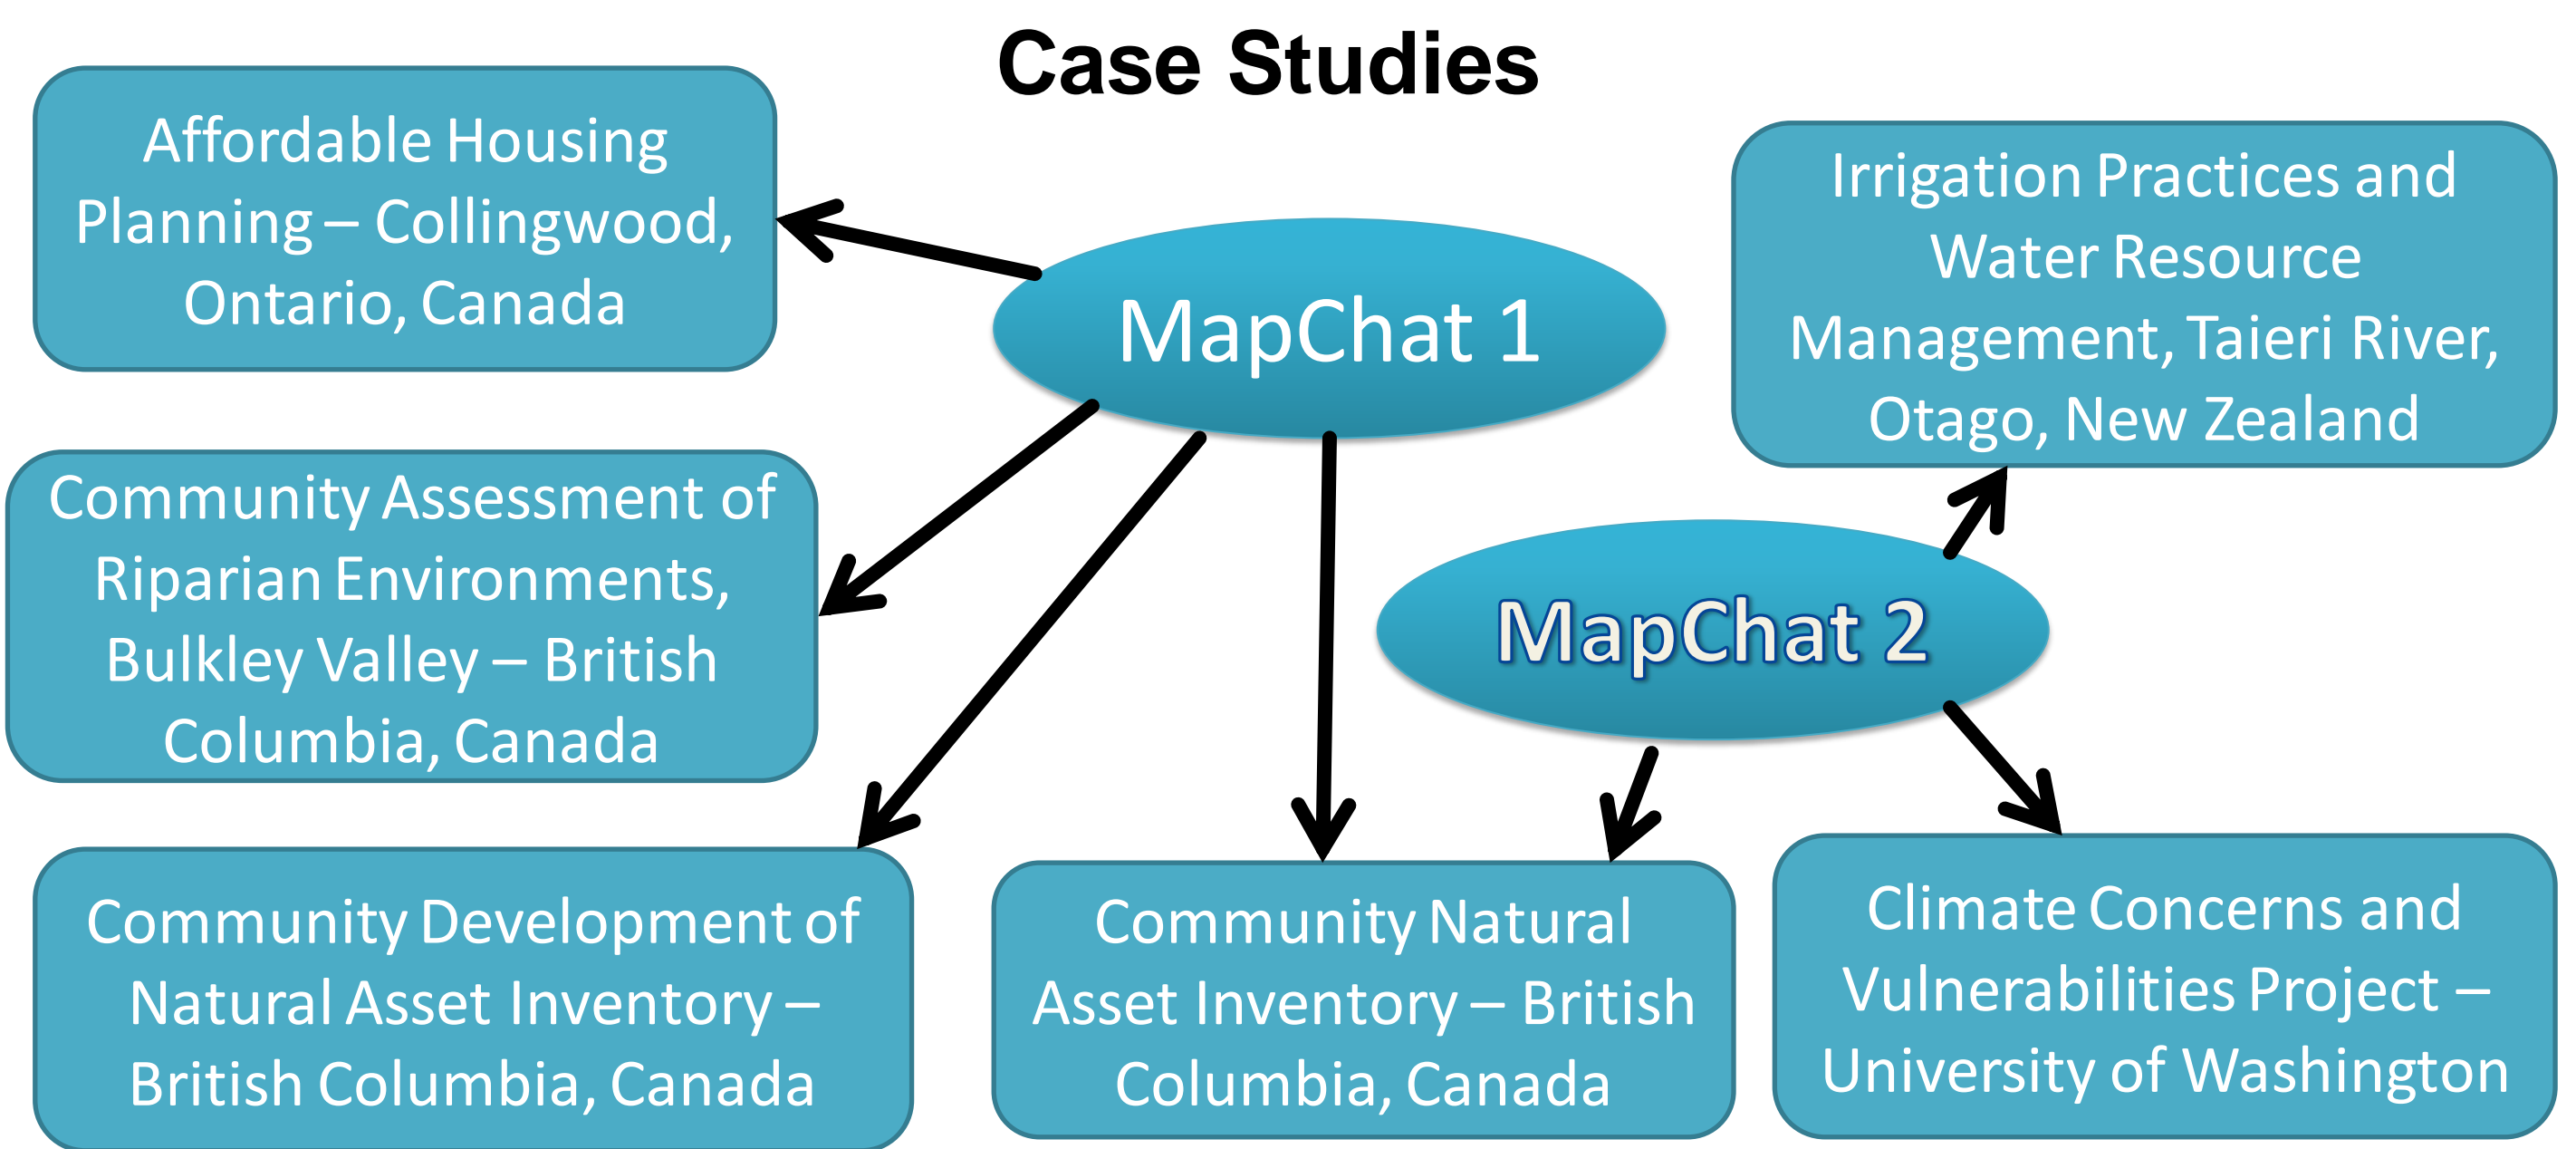 Case Studies
Affordable Housing
Planning – Collingwood,
Ontario, Canada
MapChat 1
Irrigation Practices and
Water Resource
Management, Taieri River,
Otago, New Zealand
Community Assessment of
Riparian Environments,
Bulkley Valley – British
Columbia, Canada
MapChat 2
Community Development of
Natural Asset Inventory –
British Columbia, Canada
Community Natural
Asset Inventory – British
Columbia, Canada
Climate Concerns and
Vulnerabilities Project –
University of Washington